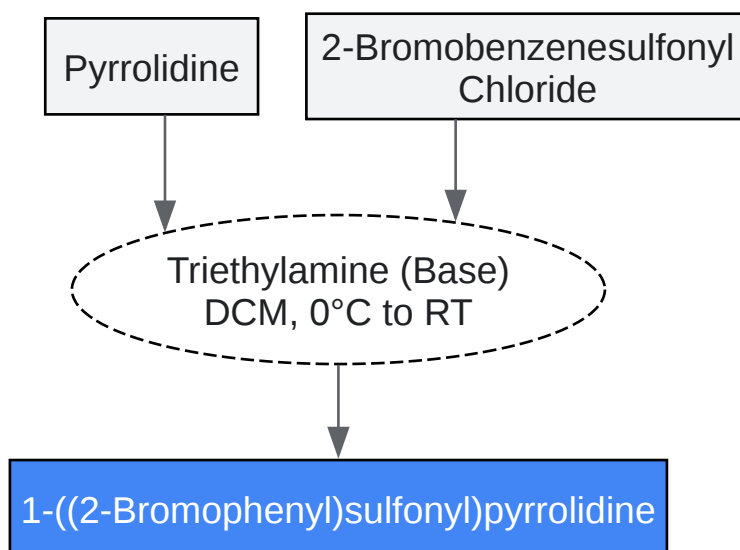 Pyrrolidine
2-Bromobenzenesulfonyl
Chloride
Triethylamine (Base)
DCM, 0°C to RT
1-((2-Bromophenyl)sulfonyl)pyrrolidine